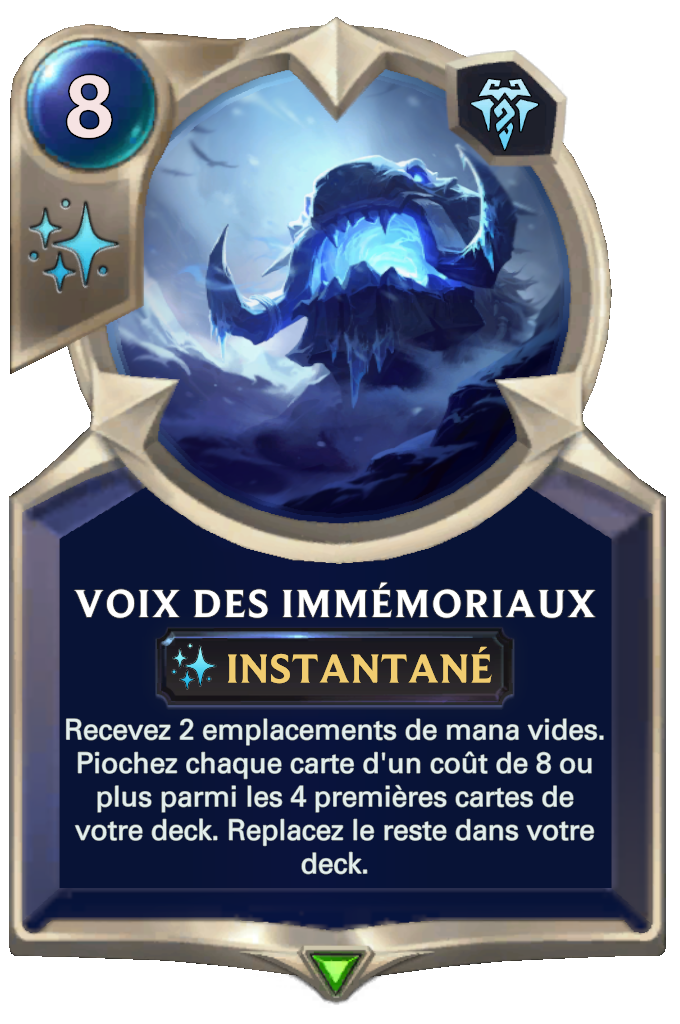 8
VOIX DES IMMÉMORIAUX
INSTANTANÉ
Recevez 2 emplacements de mana vides.
Piochez chaque carte d'un coût de 8 ou
plus parmi les 4 premières cartes de
votre deck. Replacez le reste dans votre
deck.